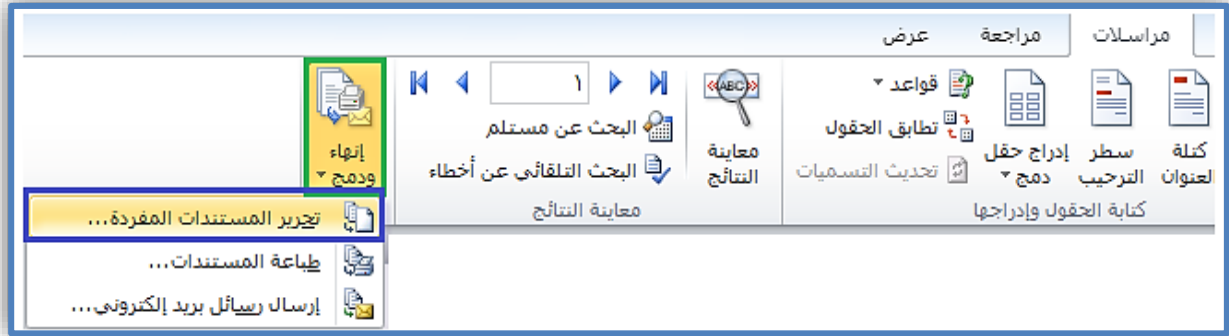 مراسلات
مراجعة
عرض
كتلة
العنوان
سطر
الترحيب
إدراج حقل
دمج
قواعد
تطابق الحقول
تحديث التسميات
كتابة الحقول وإدراجها
«ABC»
معاينة
النتائج
١
البحث عن مستلم
البحث التلقائي عن أخطاء
معاينة النتائج
إنهاء
ودمج
تحرير المستندات المفردة...
طباعة المستندات...
إرسال رسائل بريد إلكتروني...